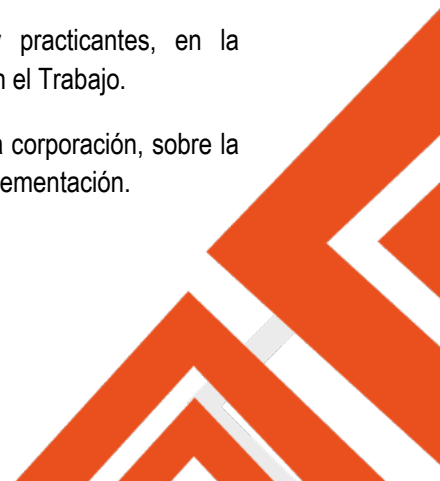 practicantes, en la
el Trabajo.
corporación, sobre la
ementación.